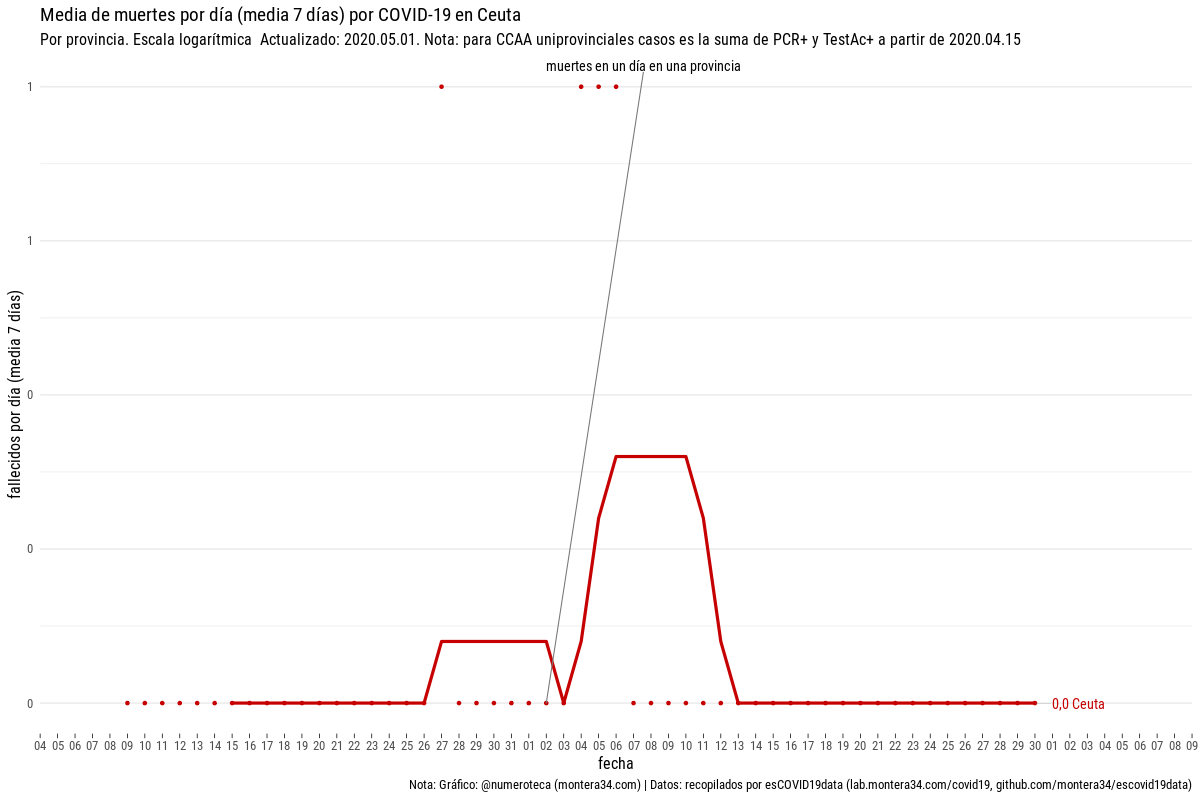 Media de muertes por día (media 7 días) por COVID-19 en Ceuta
Por provincia. Escala logarítmica  Actualizado: 2020.05.01. Nota: para CCAA uniprovinciales casos es la suma de PCR+ y TestAc+ a partir de 2020.04.15
muertes en un día en una provincia
1
1
0
0
0
fallecidos por día (media 7 días)
0,0 Ceuta
04 05 06 07 08 09 10 11 12 13 14 15 16 17 18 19 20 21 22 23 24 25 26 27 28 29 30 31 01 02 03 04 05 06 07 08 09 10 11 12 13 14 15 16 17 18 19 20 21 22 23 24 25 26 27 28 29 30 01 02 03 04 05 06 07 08 09
fecha
Nota: Gráfico: @numeroteca (montera34.com) | Datos: recopilados por esCOVID19data (lab.montera34.com/covid19, github.com/montera34/escovid19data)